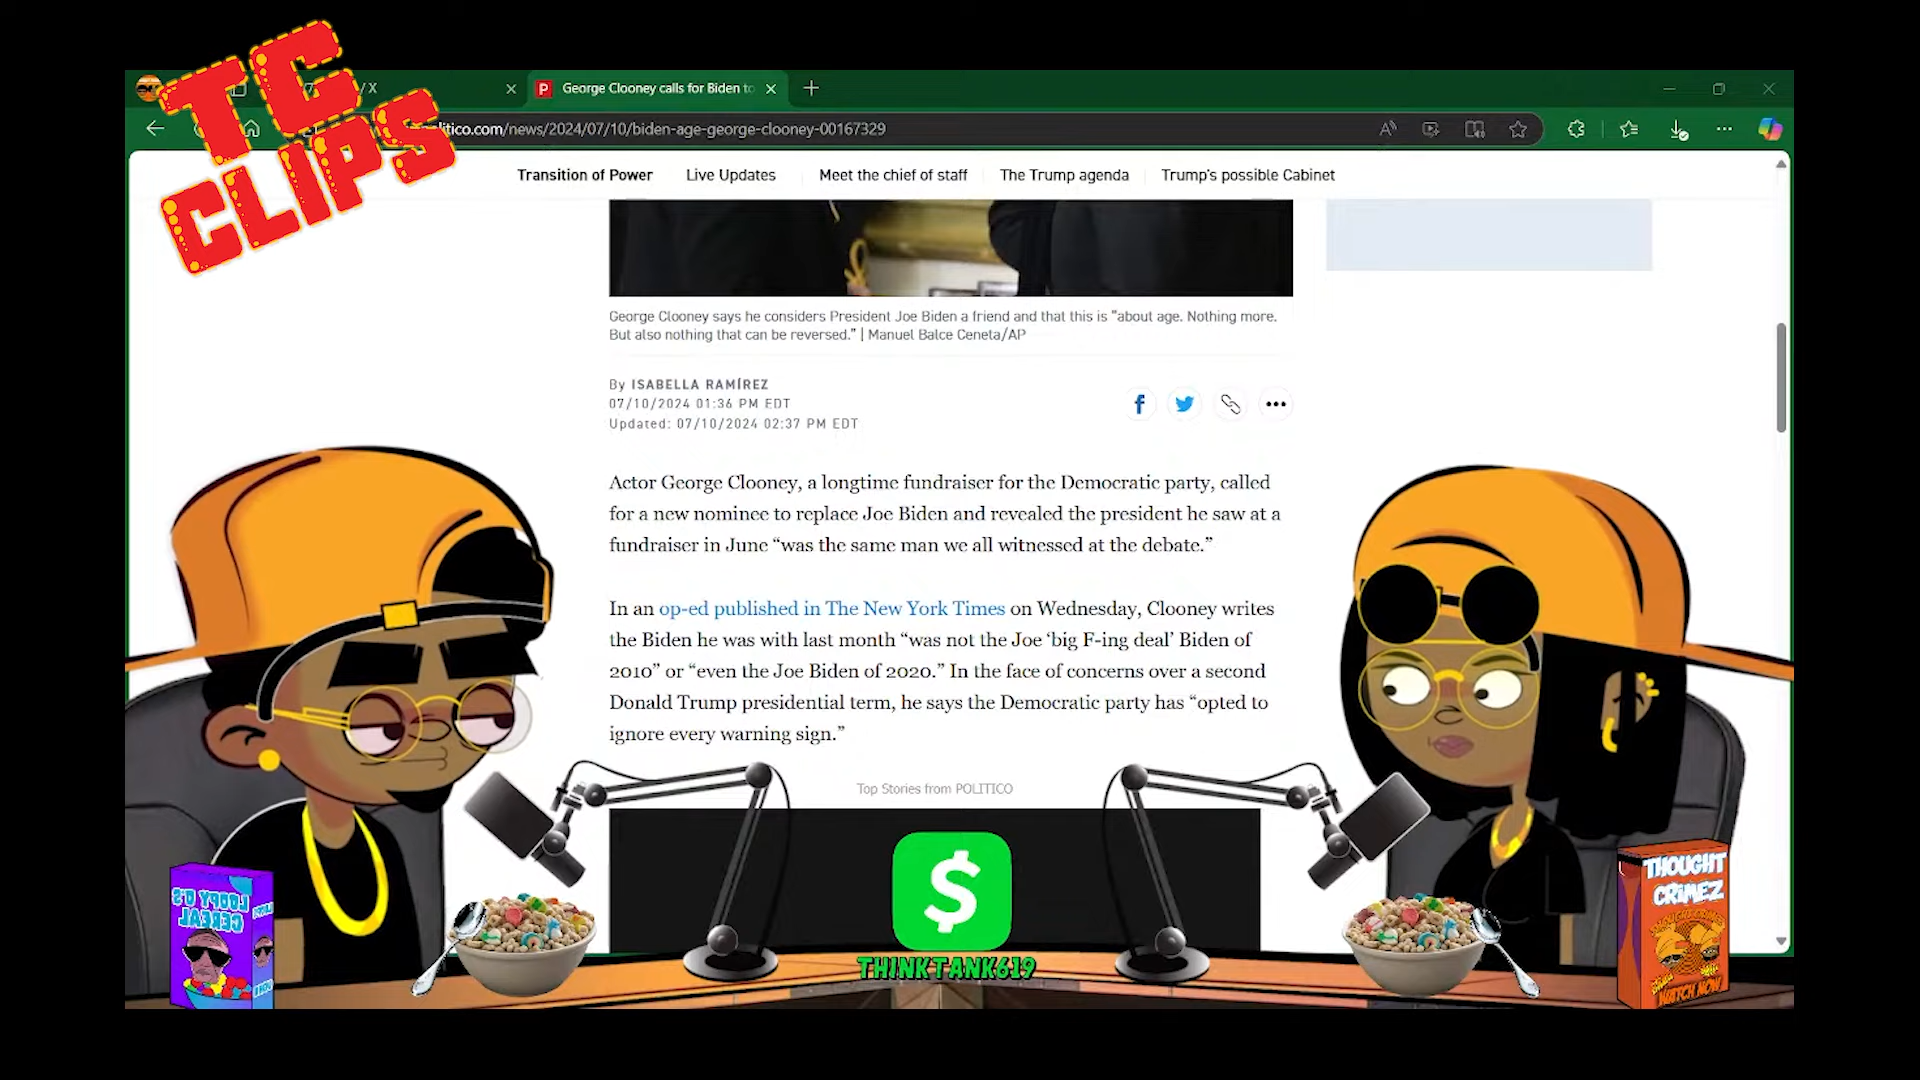 TC
CLIPS
/ X
George Clooney calls for Biden to
itico.com/news/2024/07/10/biden-age-george-clooney-00167329
Transition of Power
Live Updates
Meet the chief of staff
The Trump agenda
Trump's possible Cabinet
George Clooney says he considers President Joe Biden a friend and that this is "about age. Nothing more.
But also nothing that can be reversed." | Manuel Balce Ceneta/AP
By ISABELLA RAMÍREZ
07/10/2024 01:36 PM EDT
Updated: 07/10/2024 02:37 PM EDT
Actor George Clooney, a longtime fundraiser for the Democratic party, called
for a new nominee to replace Joe Biden and revealed the president he saw at a
fundraiser in June “was the same man we all witnessed at the debate.”
In an op-ed published in The New York Times on Wednesday, Clooney writes
the Biden he was with last month “was not the Joe ‘big F-ing deal’ Biden of
2010” or “even the Joe Biden of 2020.” In the face of concerns over a second
Donald Trump presidential term, he says the Democratic party has “opted to
ignore every warning sign.”
Top Stories from POLITICO
$
THINKTANK619
LOOPY D'S
CEREAL
THOUGHT
CRIMEZ
WATCH NOW